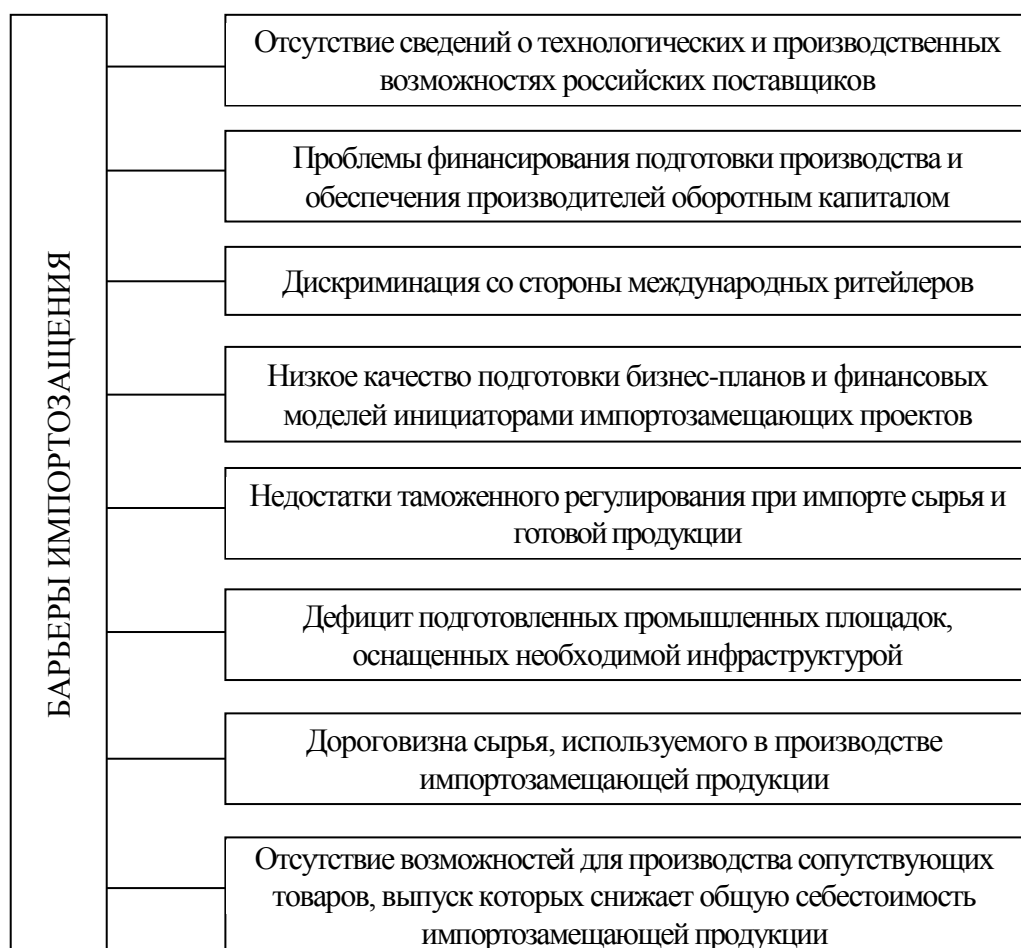 БАРЬЕРЫ ИМПОРТОЗАЩЕНИЯ
Отсутствие сведений о технологических и производственных
возможностях российских поставщиков
Проблемы финансирования подготовки производства и
обеспечения производителей оборотным капиталом
Дискриминация со стороны международных ритейлеров
Низкое качество подготовки бизнес-планов и финансовых
моделей инициаторами импортозамещающих проектов
Недостатки таможенного регулирования при импорте сырья и
готовой продукции
Дефицит подготовленных промышленных площадок,
оснащенных необходимой инфраструктурой
Дороговизна сырья, используемого в производстве
импортозамещающей продукции
Отсутствие возможностей для производства сопутствующих
товаров, выпуск которых снижает общую себестоимость
импортозамещающей продукции